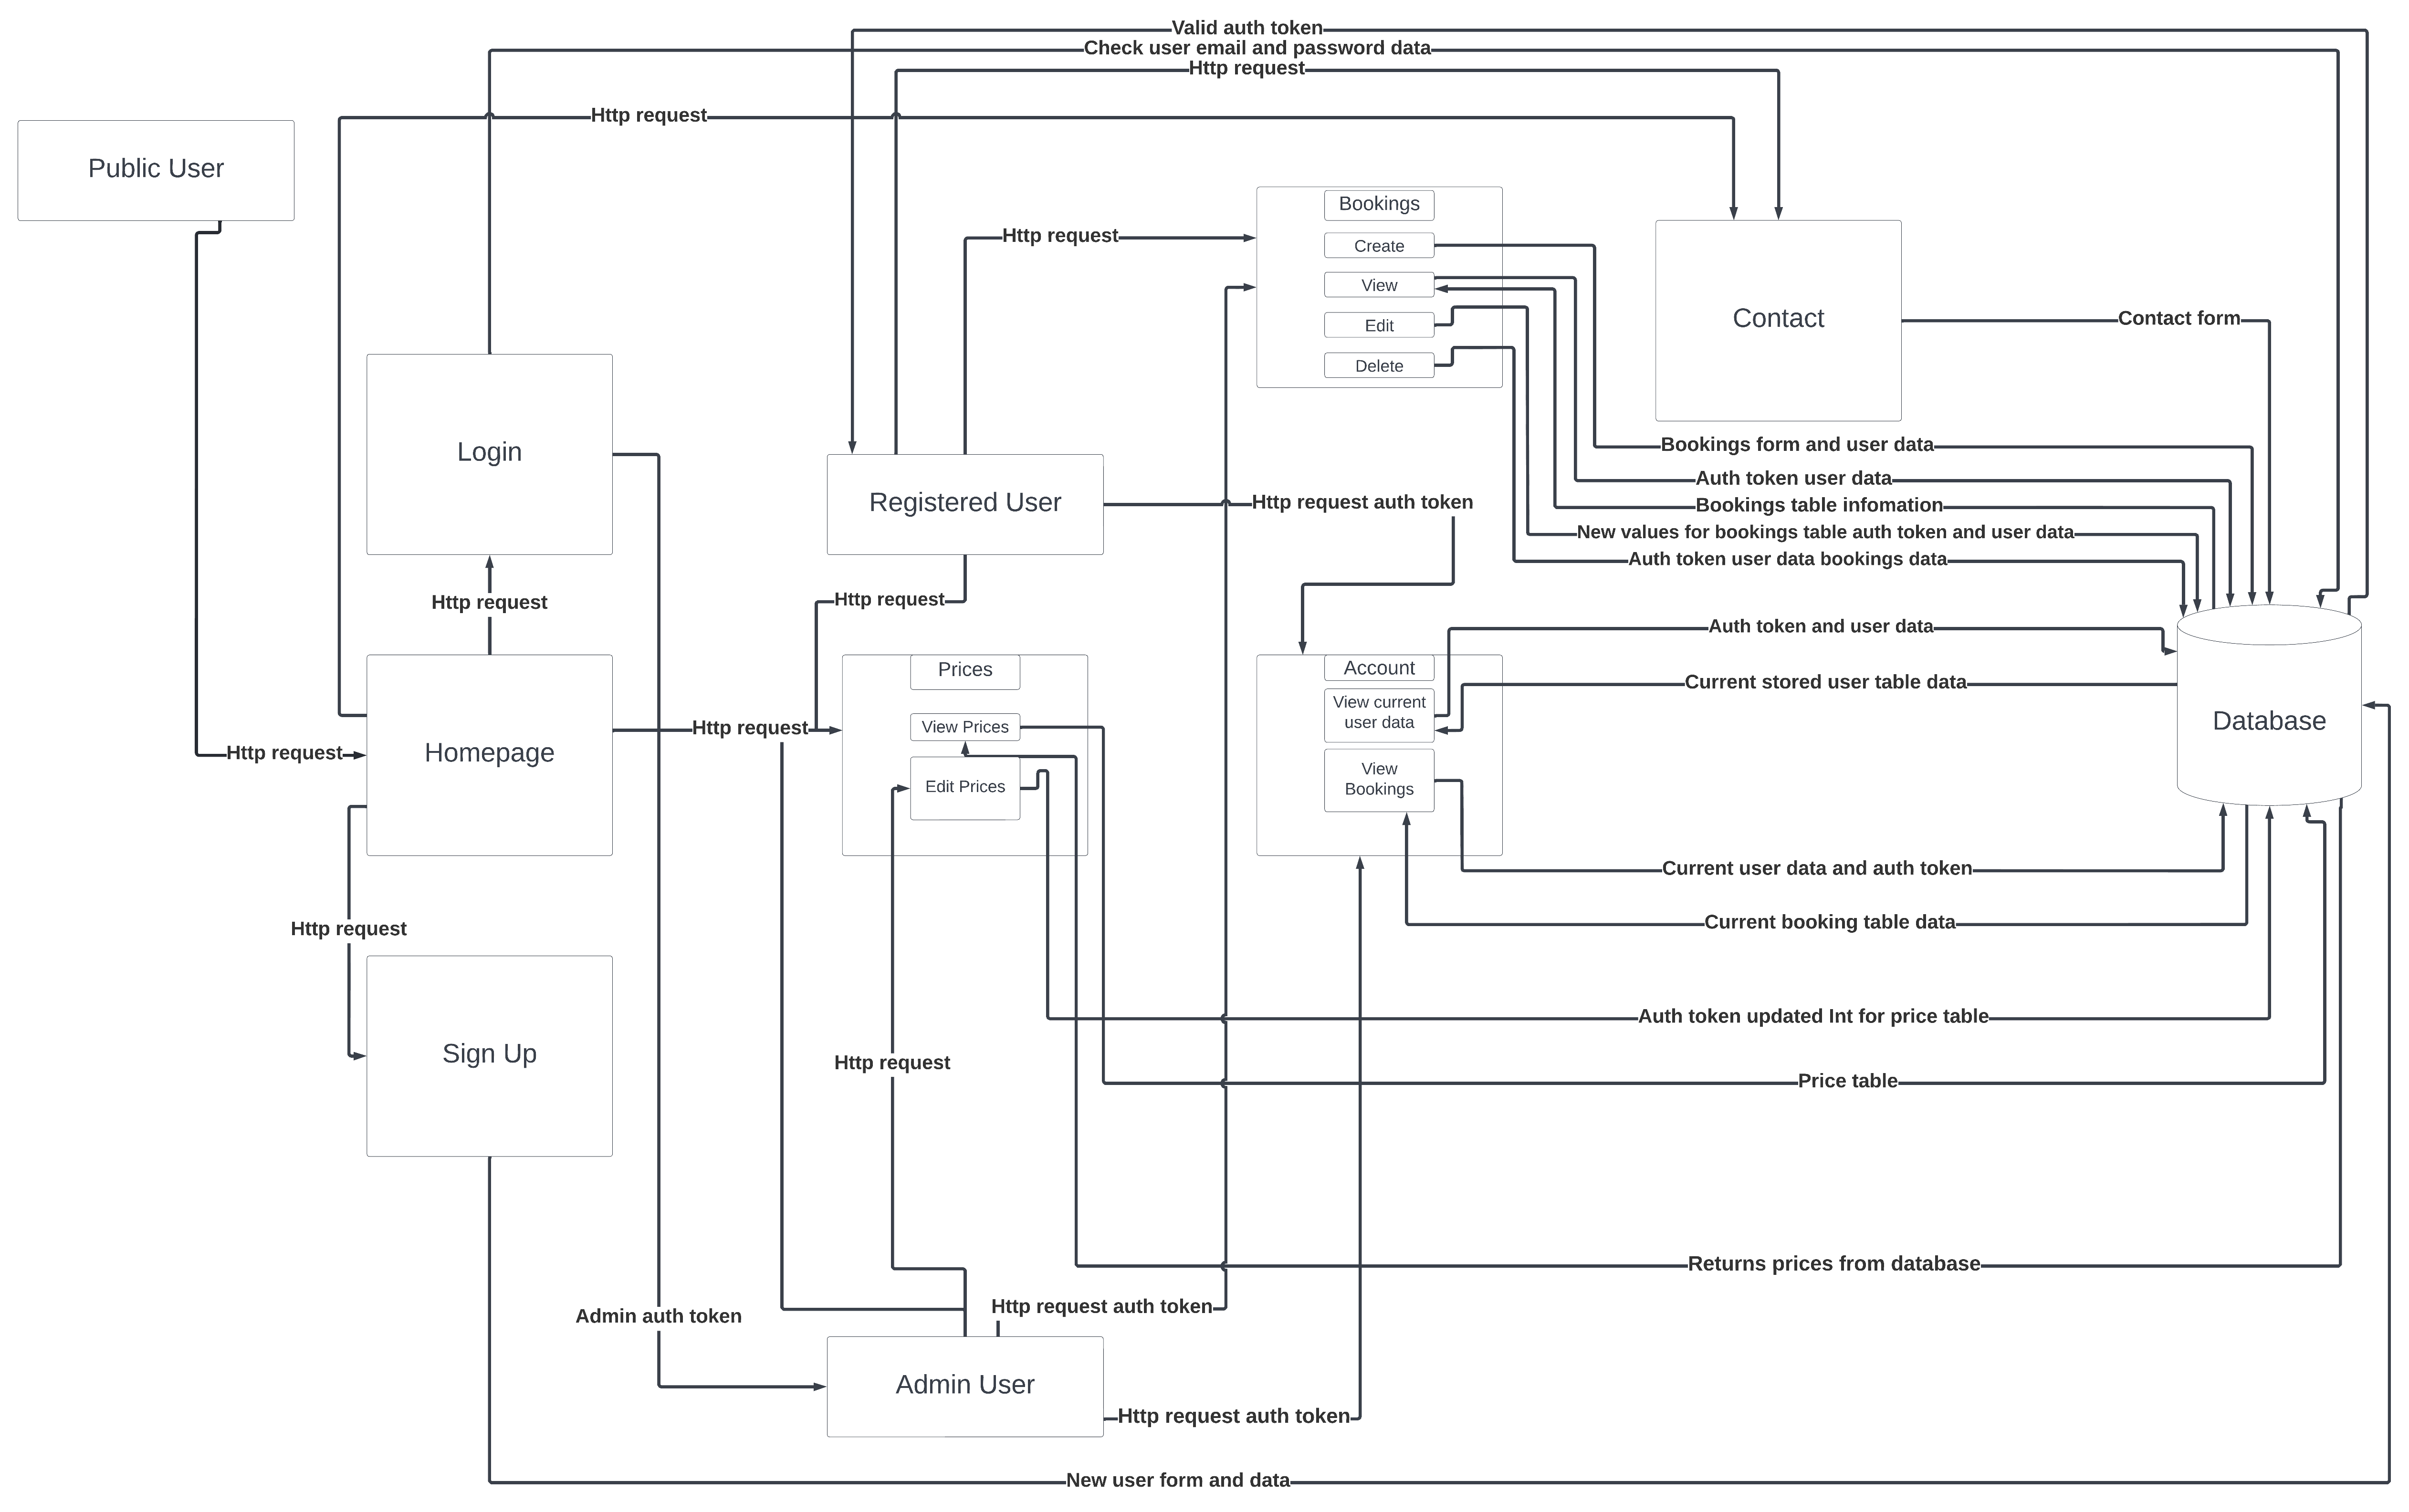 Valid auth token
Check user email and password data
Http request
Http request
Public User
Bookings
Http request
Create
View
Edit
Delete
Contact
Contact form
Login
Registered User
Http request auth token
Bookings form and user data
Auth token user data
Bookings table infomation
New values for bookings table auth token and user data
Auth token user data bookings data
Http request
Http request
Auth token and user data
Prices
Account
Current stored user table data
View current
user data
Homepage
Http request
Http request
View Prices
Edit Prices
View
Bookings
Database
Current user data and auth token
Http request
Current booking table data
Sign Up
Auth token updated Int for price table
Http request
Price table
Returns prices from database
Admin auth token
Http request auth token
Admin User
Http request auth token
New user form and data